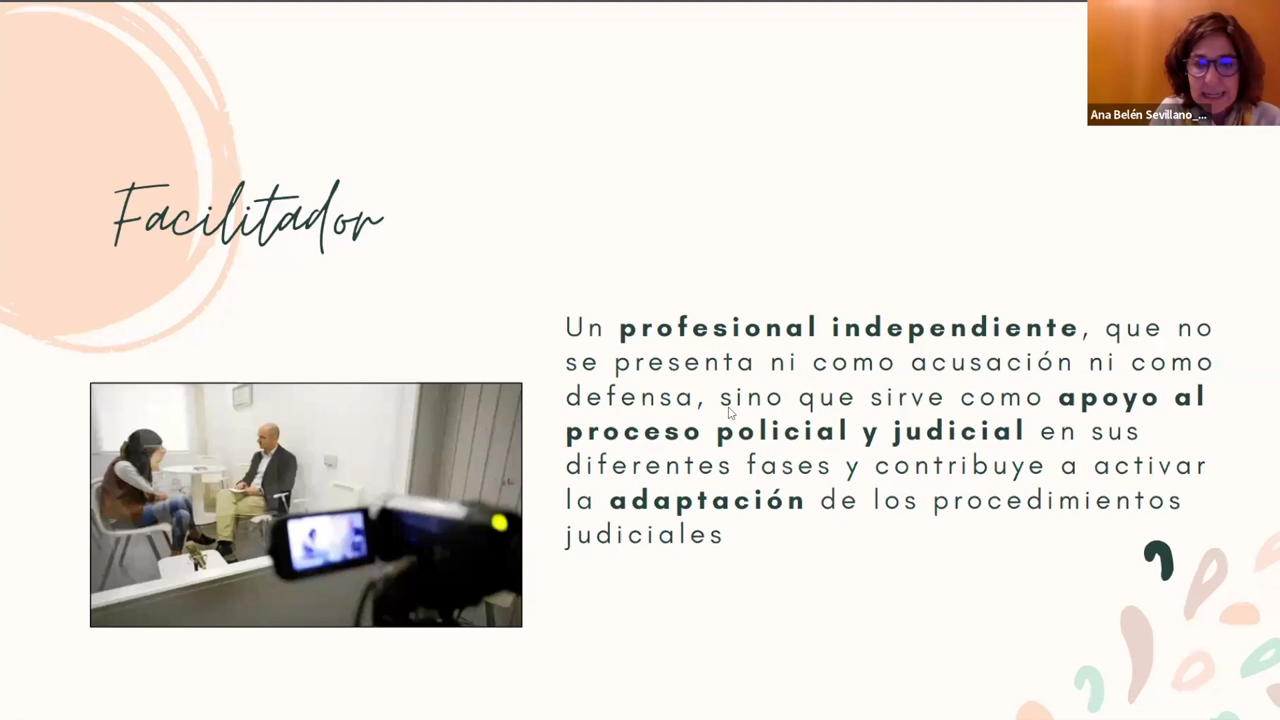 Ana Belén Sevillano_...
Facilitador
Un profesional independiente, que no
se presenta ni como acusación ni como
defensa, sino que sirve como apoyo al
proceso policial y judicial en sus
diferentes fases y contribuye a activar
la adaptación de los procedimientos
judiciales